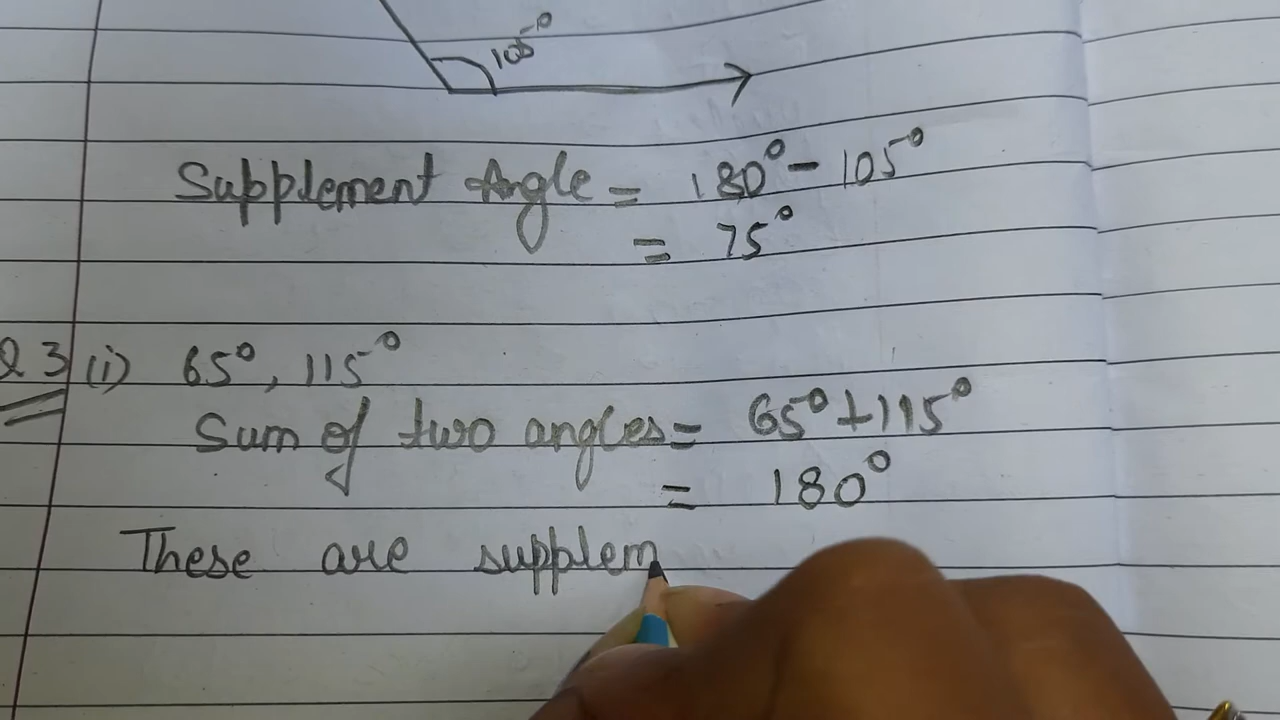 105°
Supplement Angle = 180° - 105°
= 75°
Q 3 (i) 65°, 115°
Sum of two angles = 65° + 115°
= 180°
These are supplem